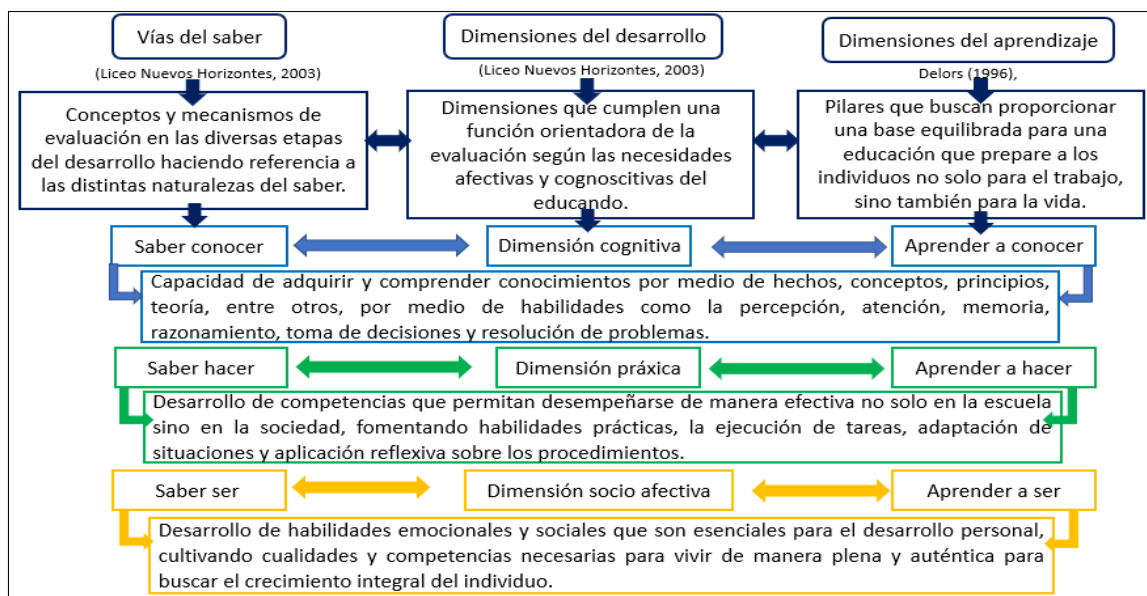 Vías del saber
(Liceo Nuevos Horizontes, 2003)
Conceptos y mecanismos de
evaluación en las diversas etapas
del desarrollo haciendo referencia a
las distintas naturalezas del saber.
Dimensiones del desarrollo
(Liceo Nuevos Horizontes, 2003)
Dimensiones que cumplen una
función orientadora de la
evaluación según las necesidades
afectivas y cognoscitivas del
educando.
Dimensiones del aprendizaje
Delors (1996),
Pilares que buscan proporcionar
una base equilibrada para una
educación que prepare a los
individuos no solo para el trabajo,
sino también para la vida.
Saber conocer
Dimensión cognitiva
Aprender a conocer
Capacidad de adquirir y comprender conocimientos por medio de hechos, conceptos, principios,
teoría, entre otros, por medio de habilidades como la percepción, atención, memoria,
razonamiento, toma de decisiones y resolución de problemas.
Saber hacer
Dimensión práxica
Aprender a hacer
Desarrollo de competencias que permitan desempeñarse de manera efectiva no solo en la escuela
sino en la sociedad, fomentando habilidades prácticas, la ejecución de tareas, adaptación de
situaciones y aplicación reflexiva sobre los procedimientos.
Saber ser
Dimensión socio afectiva
Aprender a ser
Desarrollo de habilidades emocionales y sociales que son esenciales para el desarrollo personal,
cultivando cualidades y competencias necesarias para vivir de manera plena y auténtica para
buscar el crecimiento integral del individuo.